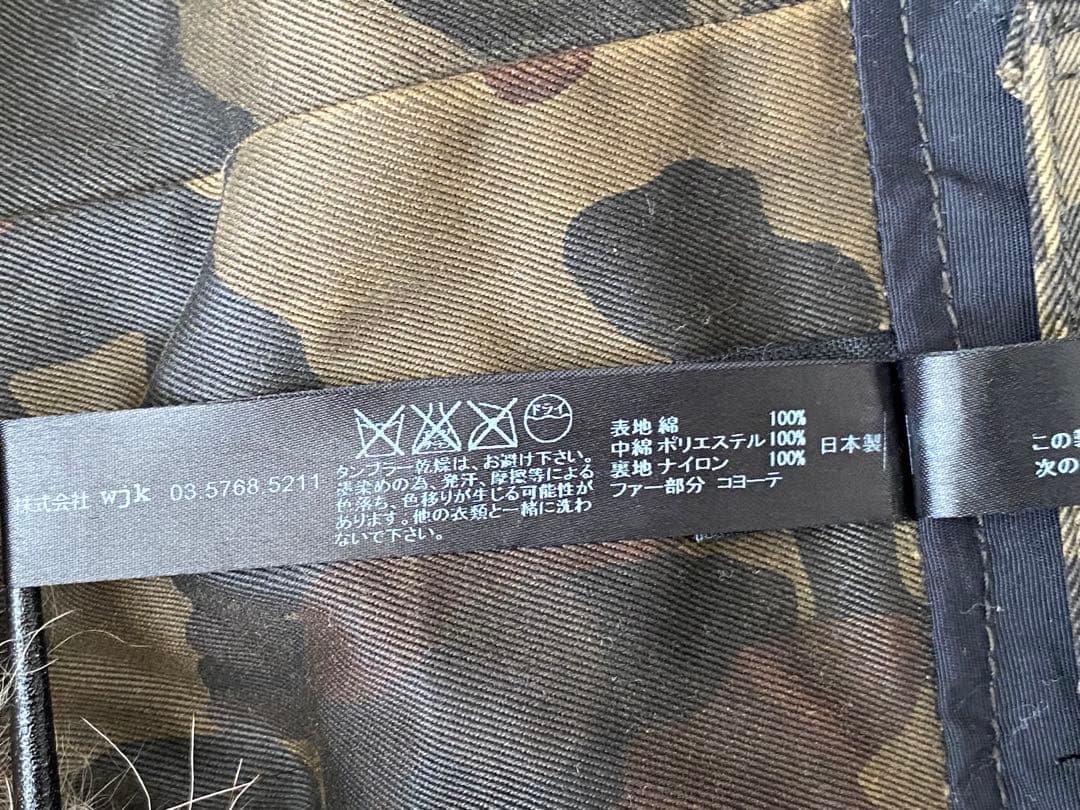 株式会社 wjk 03.5768.5211
ドライ
タンブラー乾燥は、お避け下さい。
墨染めの為、発汗、摩擦等による
色落ち、色移りが生じる可能性が
あります。他の衣類と一緒に洗わ
ないで下さい。
表地 綿 100%
中綿 ポリエステル 100%
裏地 ナイロン 100%
ファー部分 コヨーテ
日本製
この
次の